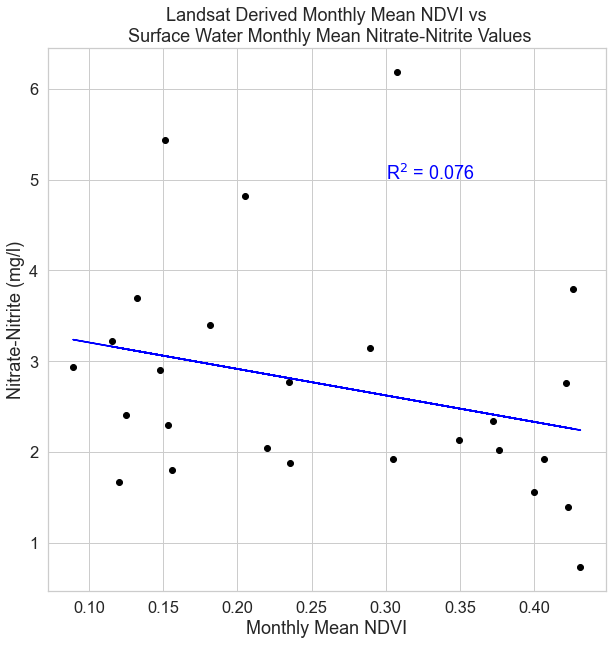 Landsat Derived Monthly Mean NDVI vs
Surface Water Monthly Mean Nitrate-Nitrite Values
6
R² = 0.076
5
4
Nitrate-Nitrite (mg/l)
3
2
1
0.10 0.15 0.20 0.25 0.30 0.35 0.40
Monthly Mean NDVI